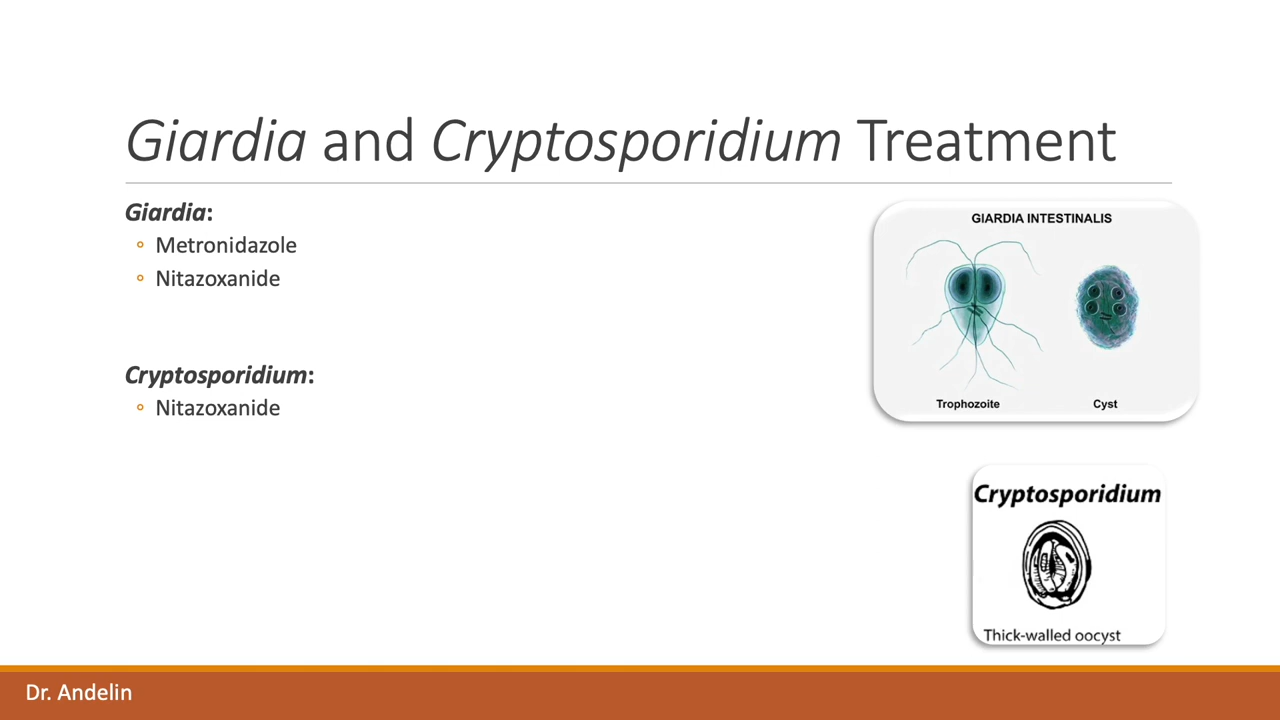 Giardia and Cryptosporidium Treatment
Giardia:
Metronidazole
Nitazoxanide
Cryptosporidium:
Nitazoxanide
GIARDIA INTESTINALIS
Trophozoite
Cyst
Cryptosporidium
Thick-walled oocyst
Dr. Andelin